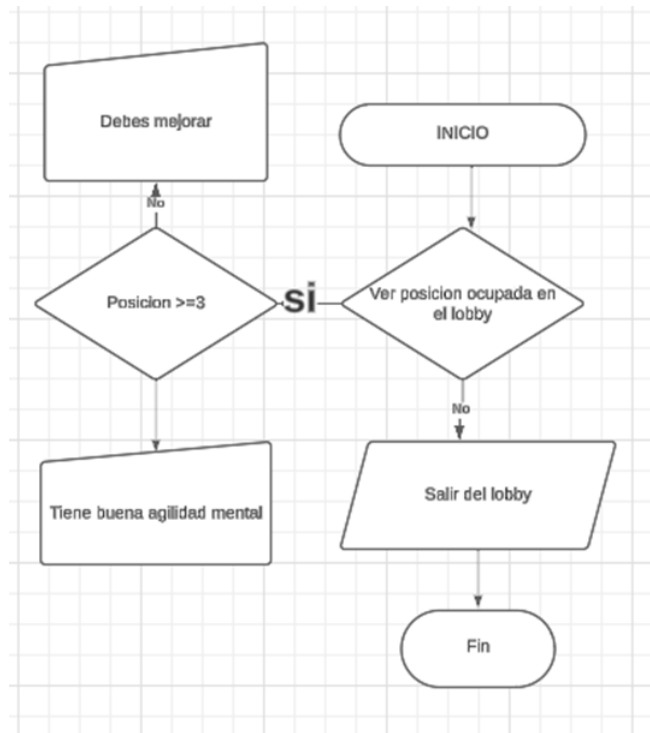 Debes mejorar
INICIO
No
Posicion >=3
si
Ver posicion ocupada en
el lobby
No
Tiene buena agilidad mental
Salir del lobby
Fin